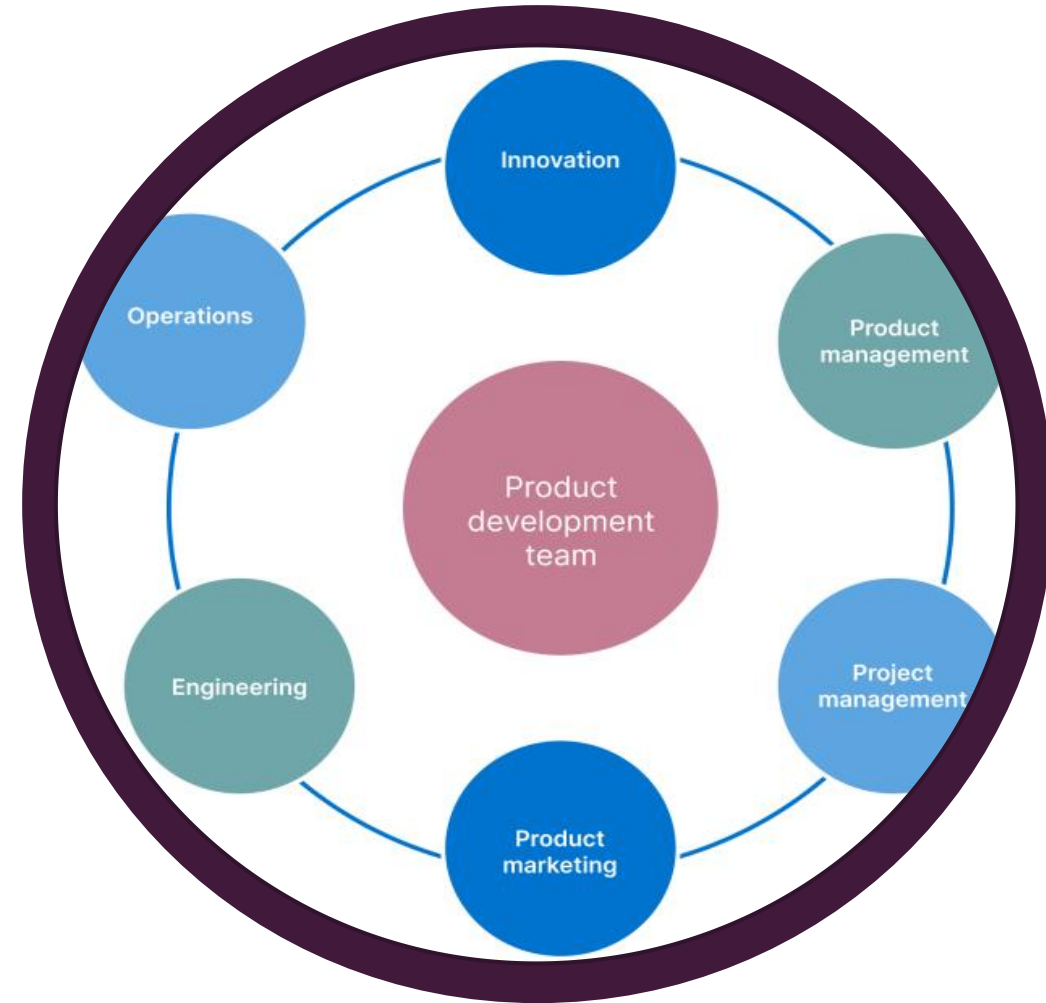 Innovation
Operations
Product
management
Product
development
team
Engineering
Project
management
Product
marketing